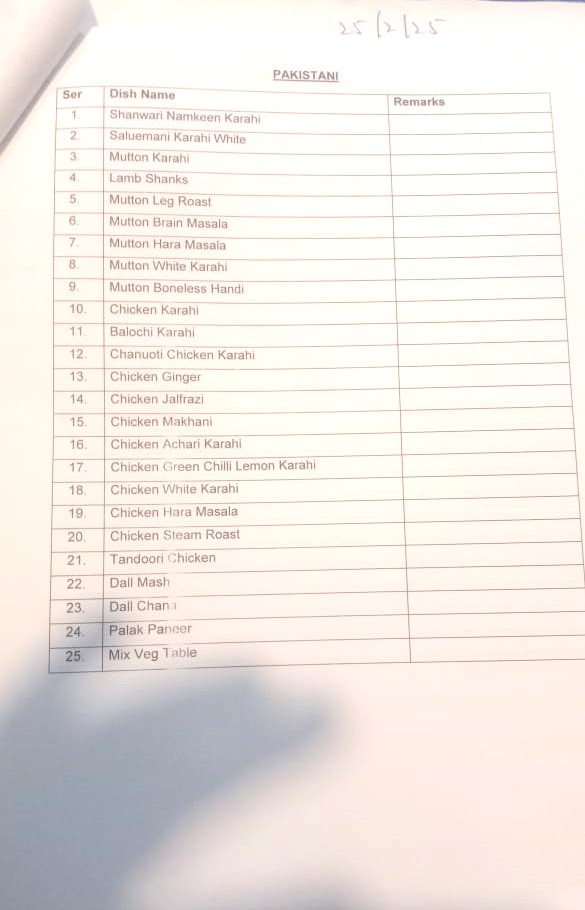 25/2/25
PAKISTANI
Ser Dish Name Remarks
1. Shanwari Namkeen Karahi
2. Saluemani Karahi White
3. Mutton Karahi
4. Lamb Shanks
5. Mutton Leg Roast
6. Mutton Brain Masala
7. Mutton Hara Masala
8. Mutton White Karahi
9. Mutton Boneless Handi
10. Chicken Karahi
11. Balochi Karahi
12. Chanuoti Chicken Karahi
13. Chicken Ginger
14. Chicken Jalfrazi
15. Chicken Makhani
16. Chicken Achari Karahi
17. Chicken Green Chilli Lemon Karahi
18. Chicken White Karahi
19. Chicken Hara Masala
20. Chicken Steam Roast
21. Tandoori Chicken
22. Dall Mash
23. Dall Chana
24. Palak Paneer
25. Mix Veg Table